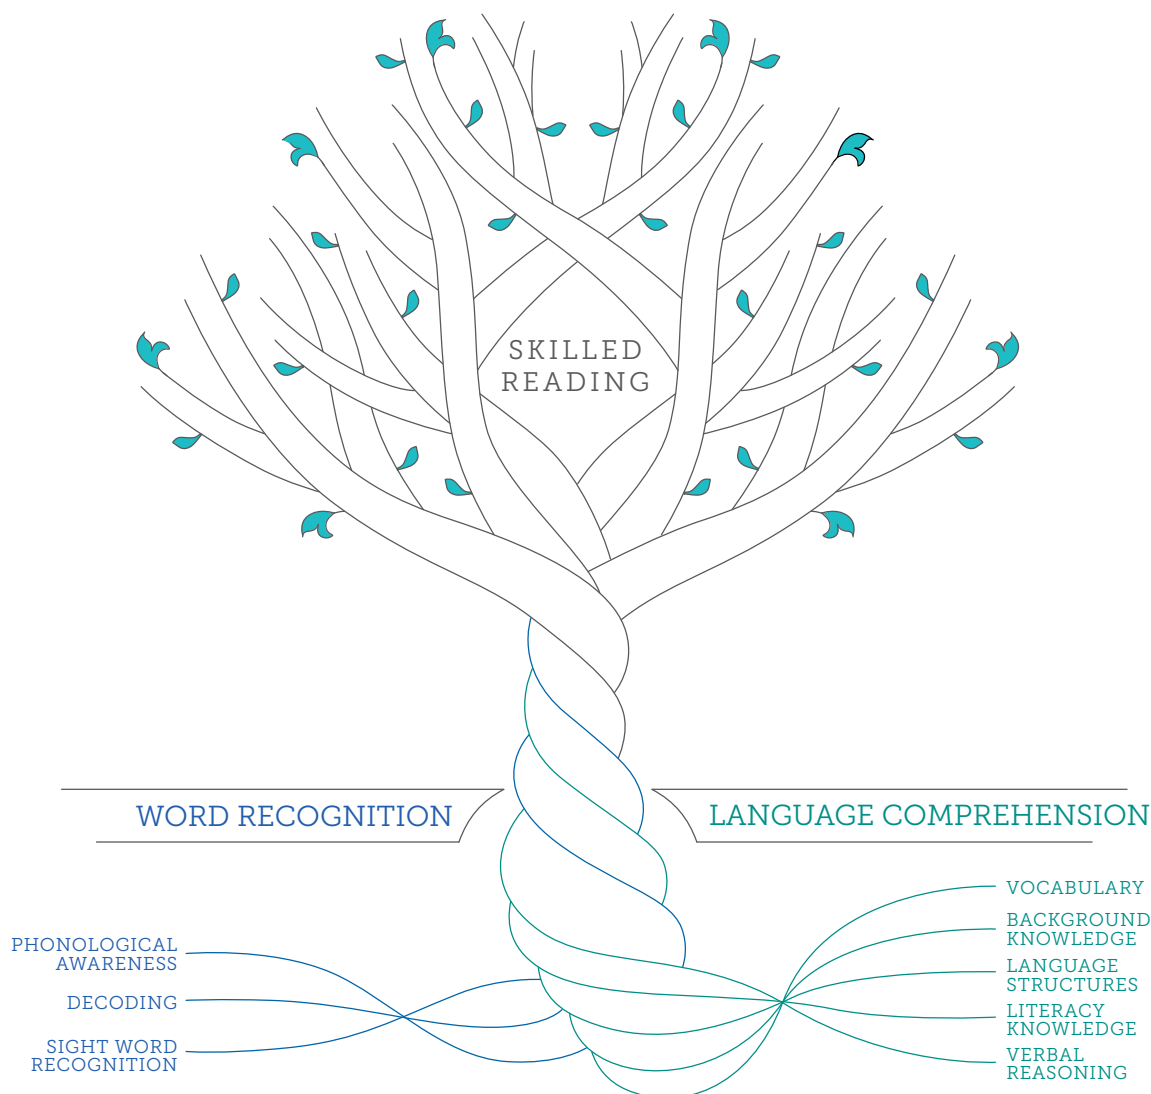 SKILLED
READING
WORD RECOGNITION
LANGUAGE COMPREHENSION
PHONOLOGICAL
AWARENESS
DECODING
SIGHT WORD
RECOGNITION
VOCABULARY
BACKGROUND
KNOWLEDGE
LANGUAGE
STRUCTURES
LITERACY
KNOWLEDGE
VERBAL
REASONING